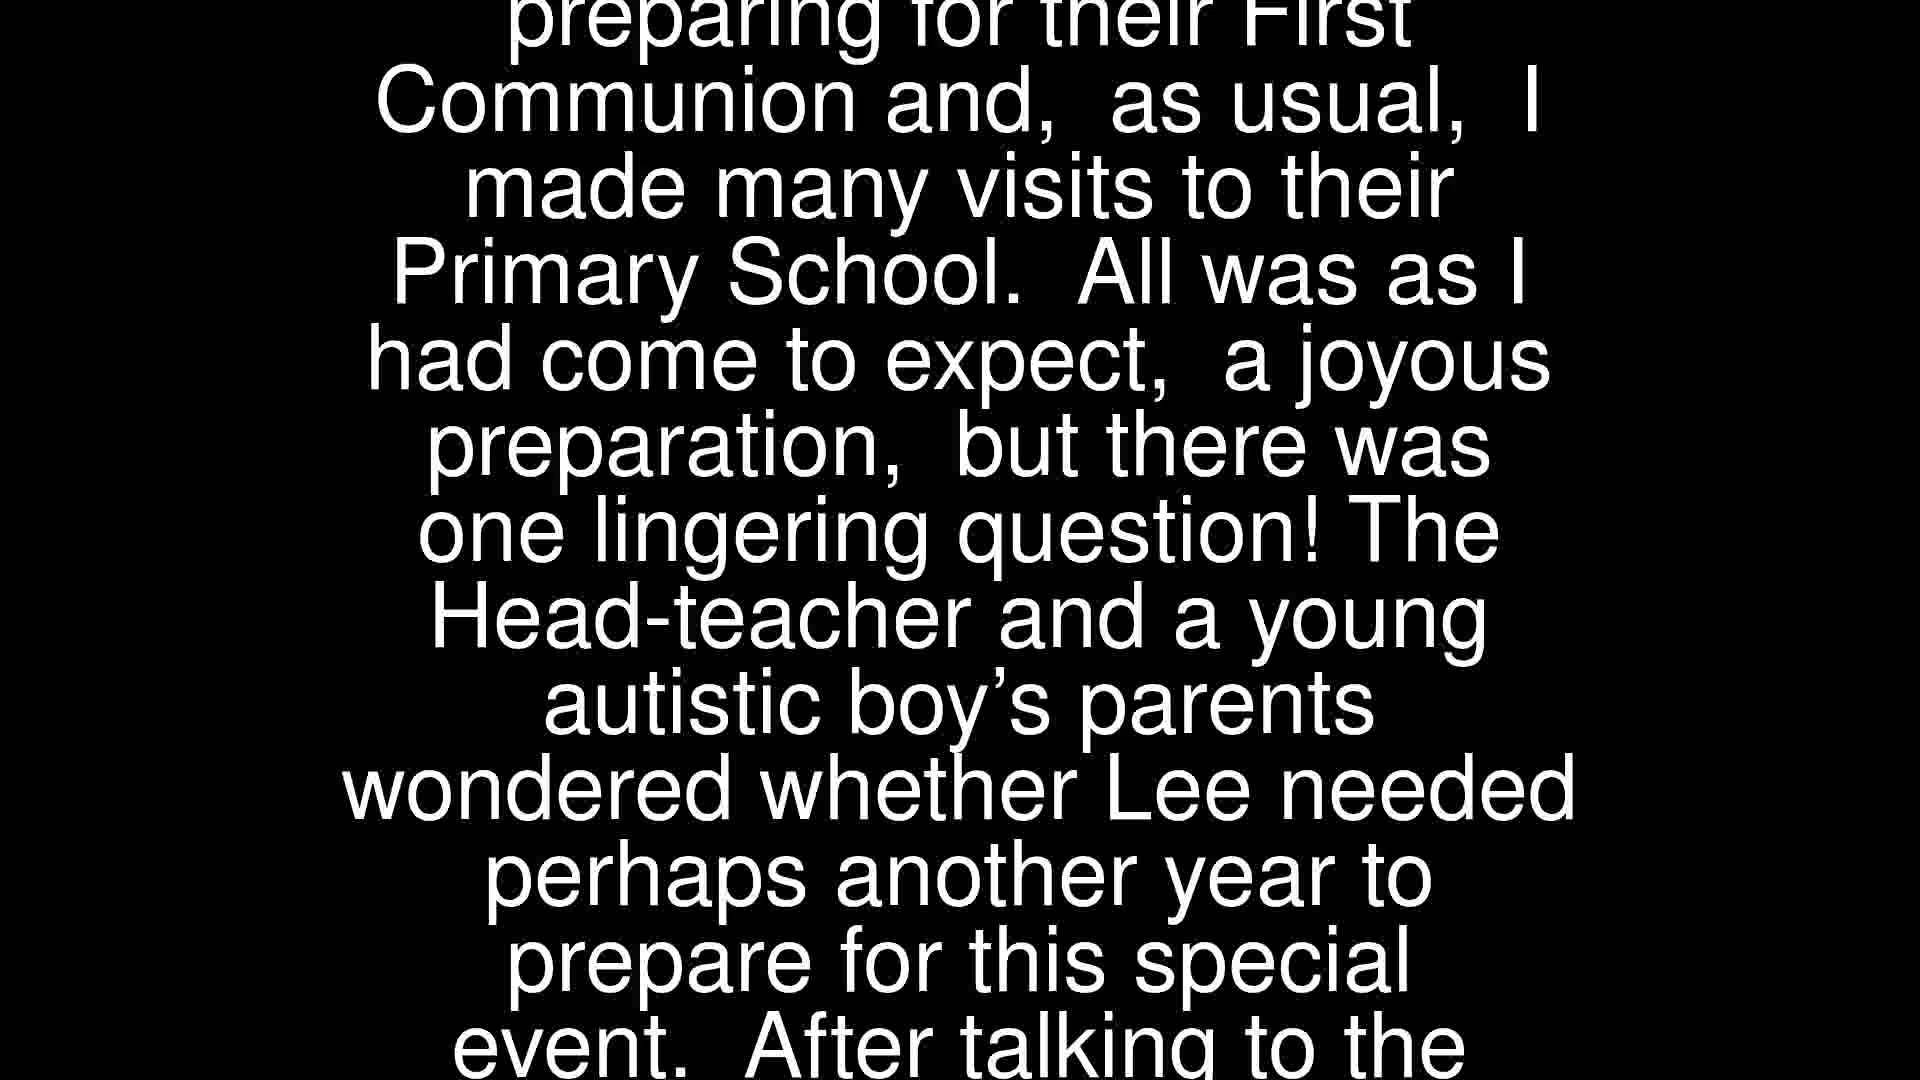 preparing for their First
Communion and,  as usual,  I
made many visits to their
Primary School.  All was as I
had come to expect,  a joyous
preparation,  but there was
one lingering question! The
Head-teacher and a young
autistic boy’s parents
wondered whether Lee needed
perhaps another year to
prepare for this special
event.  After talking to the